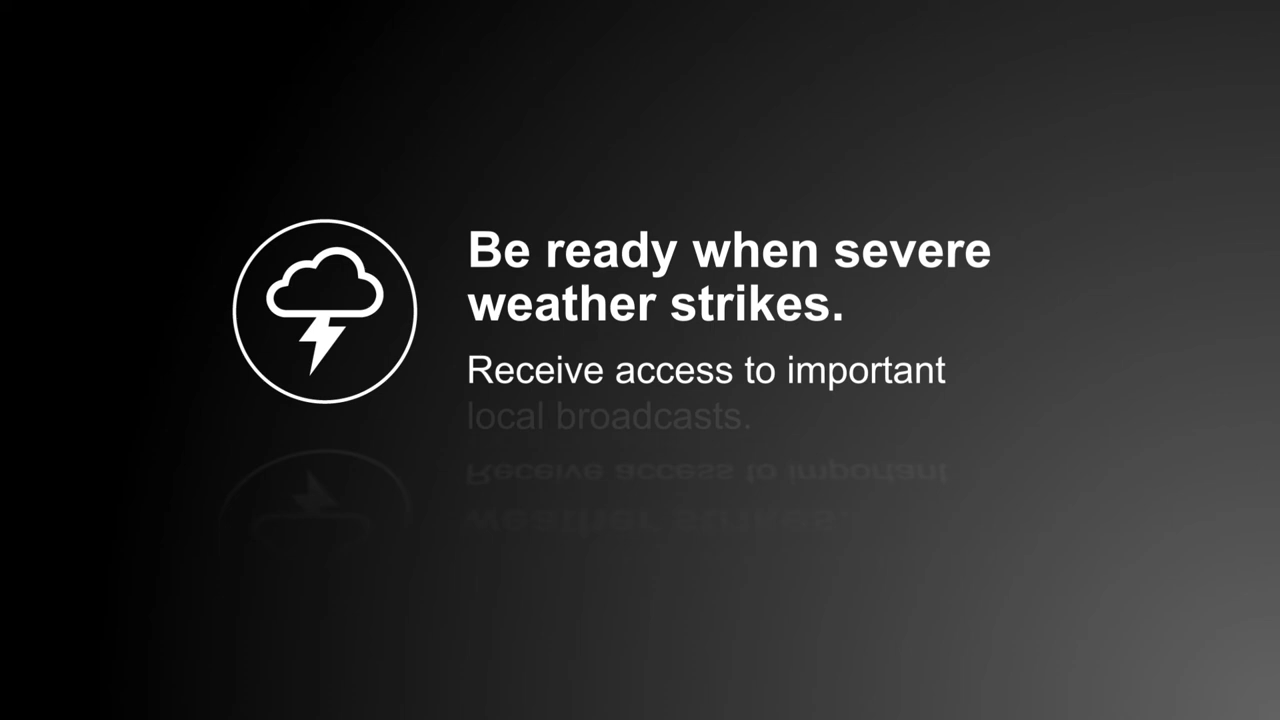 Be ready when severe
weather strikes.
Receive access to important
local broadcasts.